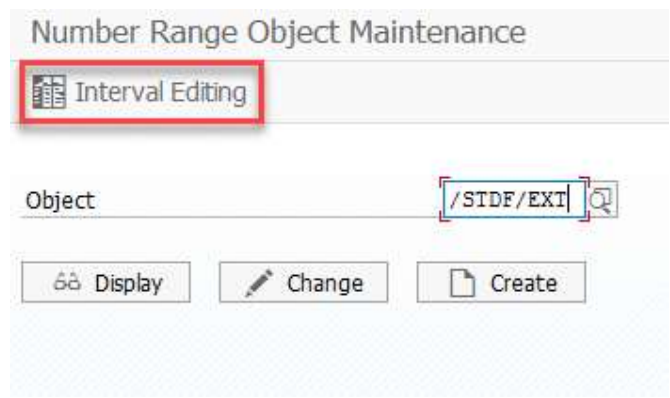 Number Range Object Maintenance
Interval Editing
Object /STDF/EXT
Display Change Create